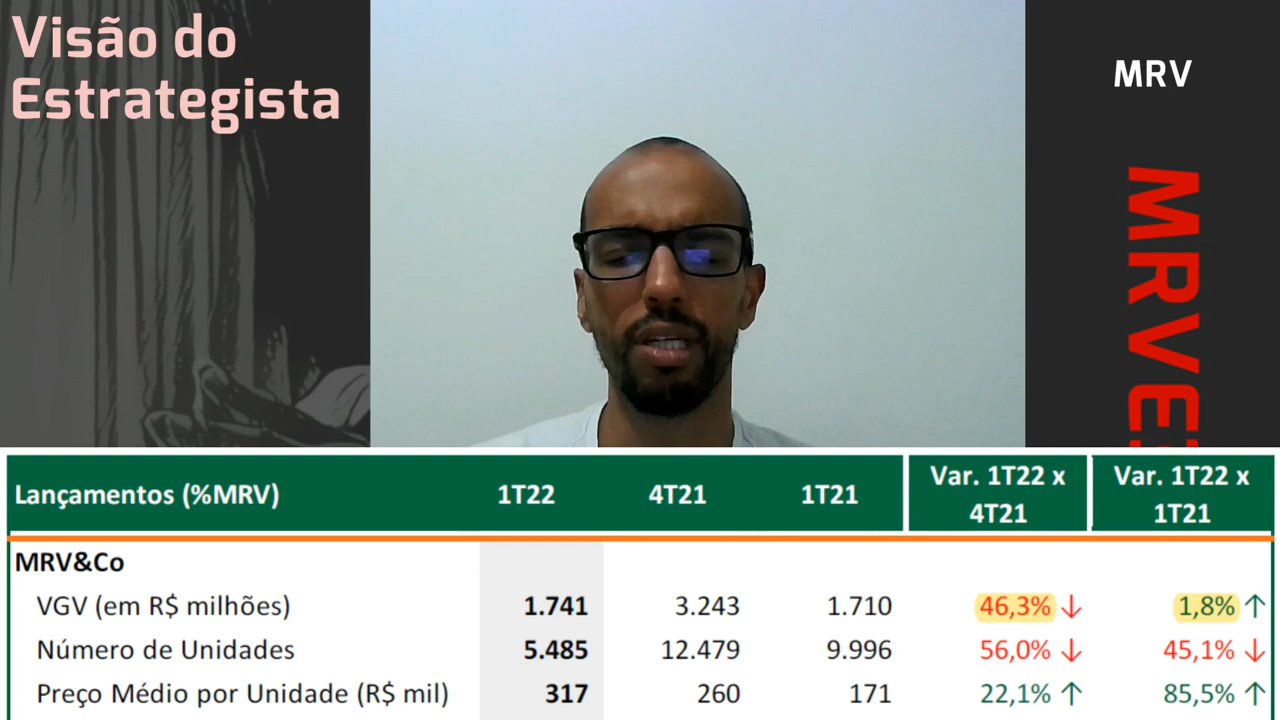 Visão do
Estrategista
MRV
Lançamentos (%MRV) 1T22 4T21 1T21 Var. 1T22 x 4T21 Var. 1T22 x 1T21
MRV&Co
VGV (em R$ milhões) 1.741 3.243 1.710 46,3% ↓ 1,8% ↑
Número de Unidades 5.485 12.479 9.996 56,0% ↓ 45,1% ↓
Preço Médio por Unidade (R$ mil) 317 260 171 22,1% ↑ 85,5% ↑